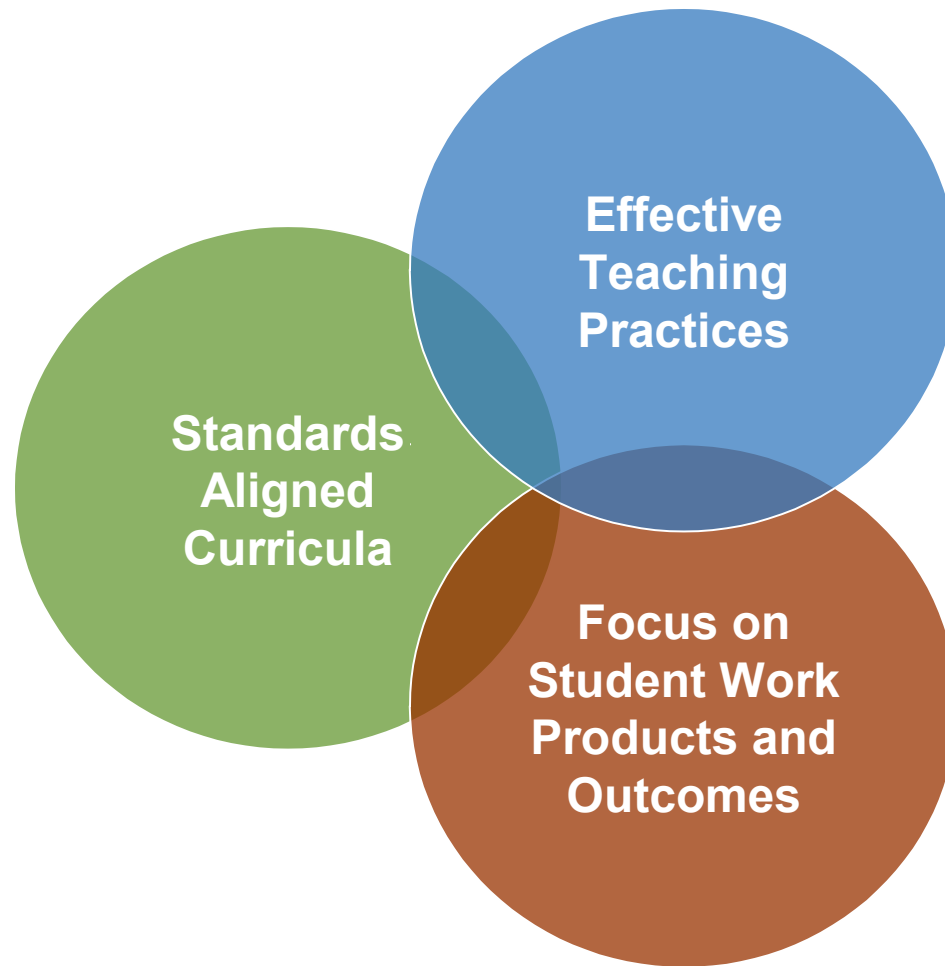 Effective
Teaching
Practices
Standards
Aligned
Curricula
Focus on
Student Work
Products and
Outcomes